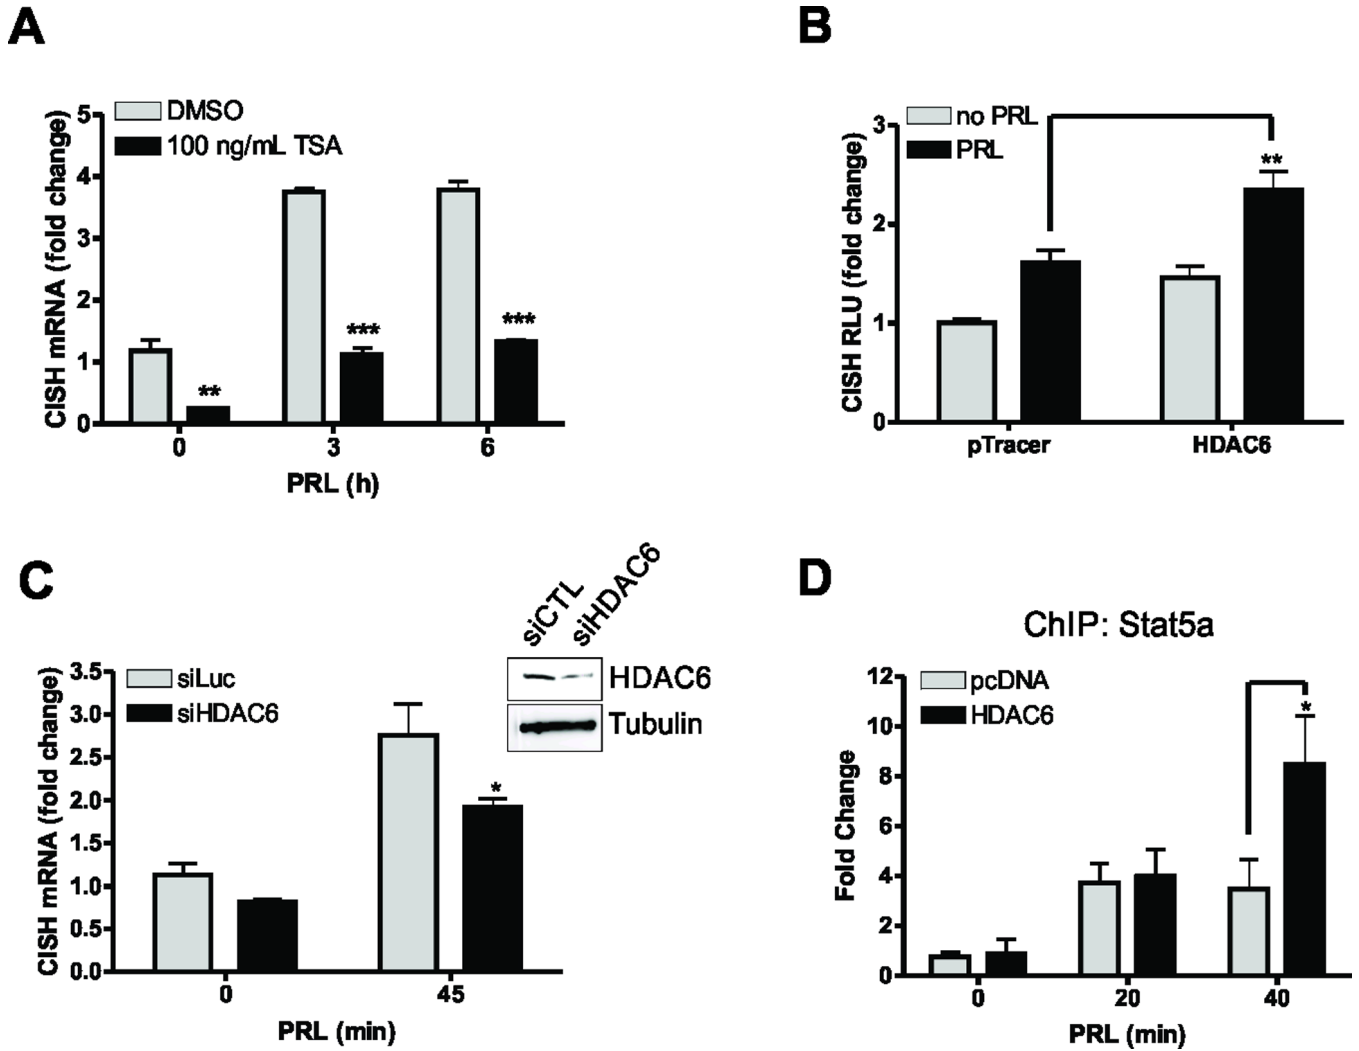 A
DMSO
100 ng/mL TSA
CISH mRNA (fold change)
5
4
3
2
1
0
**
***
***
0 3 6
PRL (h)
B
no PRL
PRL
CISH RLU (fold change)
3
2
1
0
**
pTracer HDAC6
C
siLuc
siHDAC6
CISH mRNA (fold change)
3.5
3.0
2.5
2.0
1.5
1.0
0.5
0.0
*
0 45
PRL (min)
siCTL
siHDAC6
HDAC6
Tubulin
D
ChIP: Stat5a
pcDNA
HDAC6
Fold Change
12
10
8
6
4
2
0
*
0 20 40
PRL (min)